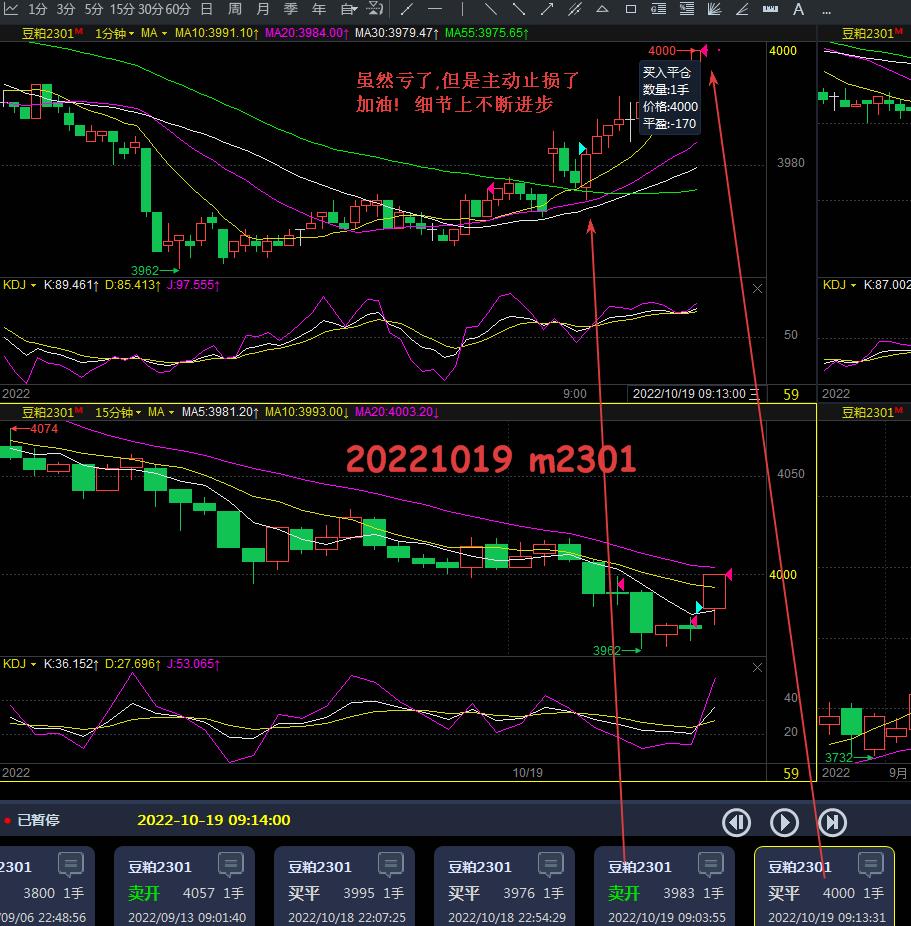 1分 3分 5分 15分 30分 60分 日 周 月 季 年 自 A ...
豆粕2301M 1分钟 MA MA10:3991.10↑ MA20:3984.00↑ MA30:3979.47↑ MA55:3975.65↑ 豆粕2301M
4000 4000
虽然亏了,但是主动止损了
加油! 细节上不断进步
买入平仓
数量:1手
价格:4000
平盈:-170
3980
3962
KDJ K:89.461↑ D:85.413↑ J:97.555↑ KDJ K:87.002
50
2022 9:00 2022/10/19 09:13:00 三 59 2022
豆粕2301M 15分钟 MA MA5:3981.20↑ MA10:3993.00↓ MA20:4003.20↓ 豆粕2301M
4074
20221019 m2301
4050
4000
3962
KDJ K:36.152↑ D:27.696↑ J:53.065↑
40
20
3732
2022 10/19 59 2022 9月
已暂停 2022-10-19 09:14:00
2301 豆粕2301 豆粕2301 豆粕2301 豆粕2301 豆粕2301
3800 1手 卖开 4057 1手 买平 3995 1手 买平 3976 1手 卖开 3983 1手 买平 4000 1手
/09/06 22:48:56 2022/09/13 09:01:40 2022/10/18 22:07:25 2022/10/18 22:54:29 2022/10/19 09:03:55 2022/10/19 09:13:31